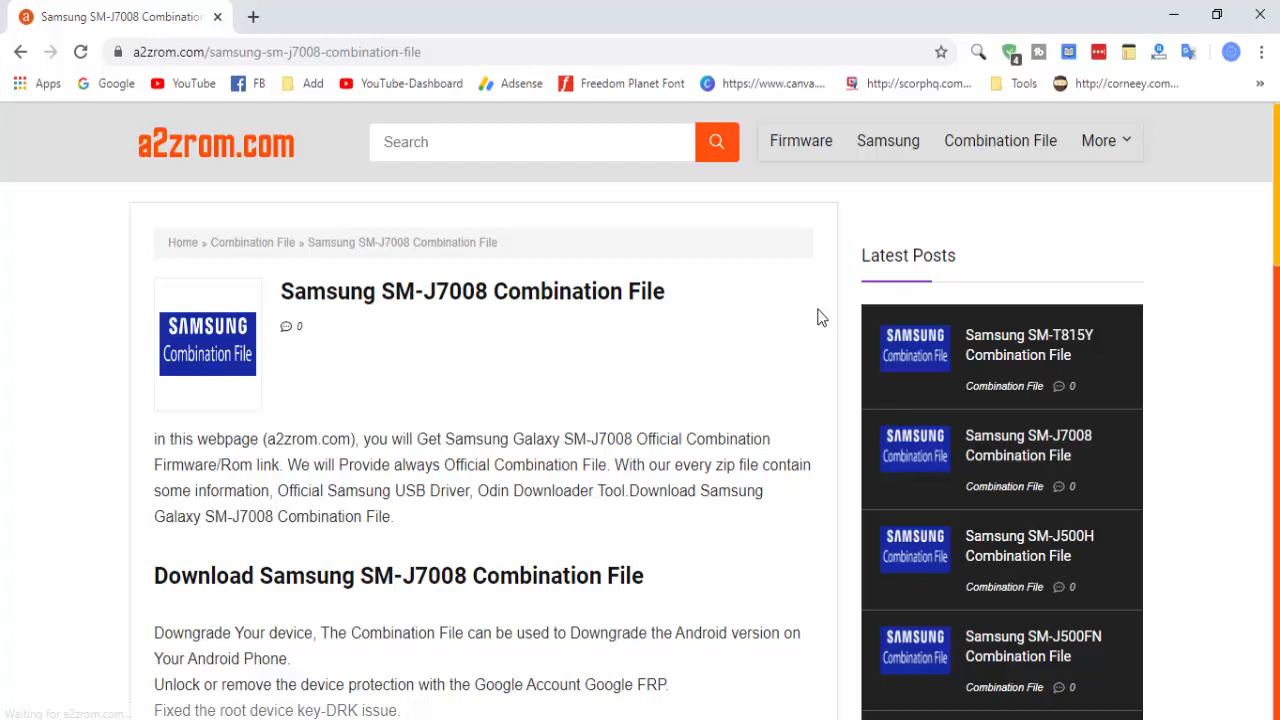 a Samsung SM-J7008 Combination
a2zrom.com/samsung-sm-j7008-combination-file
4
Apps Google YouTube FB Add YouTube-Dashboard Adsense Freedom Planet Font https://www.canva.... http://scorphq.com/... Tools http://corneey.com/... »
a2zrom.com
Search
Firmware Samsung Combination File More
Home » Combination File » Samsung SM-J7008 Combination File
Samsung SM-J7008 Combination File
0
SAMSUNG
Combination File
in this webpage (a2zrom.com), you will Get Samsung Galaxy SM-J7008 Official Combination
Firmware/Rom link. We will Provide always Official Combination File. With our every zip file contain
some information, Official Samsung USB Driver, Odin Downloader Tool.Download Samsung
Galaxy SM-J7008 Combination File.
Download Samsung SM-J7008 Combination File
Downgrade Your device, The Combination File can be used to Downgrade the Android version on
Your Android Phone.
Unlock or remove the device protection with the Google Account Google FRP.
Fixed the root device key-DRK issue.
Waiting for a2zrom.com...
Latest Posts
SAMSUNG
Combination File
Samsung SM-T815Y
Combination File
Combination File 0
SAMSUNG
Combination File
Samsung SM-J7008
Combination File
Combination File 0
SAMSUNG
Combination File
Samsung SM-J500H
Combination File
Combination File 0
SAMSUNG
Combination File
Samsung SM-J500FN
Combination File
Combination File 0